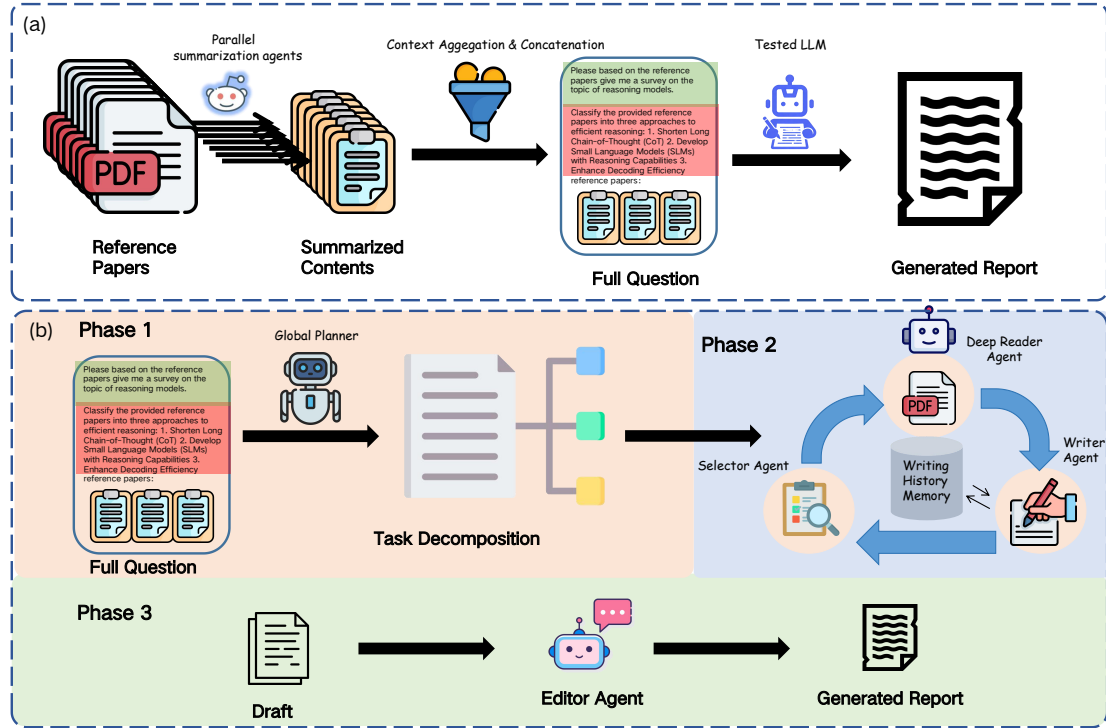 (a)
Parallel
summarization agents
Context Aggegation & Concatenation
Tested LLM
Please based on the reference
papers give me a survey on the
topic of reasoning models.
Classify the provided reference
papers into three approaches to
efficient reasoning: 1. Shorten Long
Chain-of-Thought (CoT) 2. Develop
Small Language Models (SLMs)
with Reasoning Capabilities 3.
Enhance Decoding Efficiency
reference papers:
PDF
Reference
Papers
Summarized
Contents
Full Question
Generated Report
(b)
Phase 1
Global Planner
Please based on the reference
papers give me a survey on the
topic of reasoning models.
Classify the provided reference
papers into three approaches to
efficient reasoning: 1. Shorten Long
Chain-of-Thought (CoT) 2. Develop
Small Language Models (SLMs)
with Reasoning Capabilities 3.
Enhance Decoding Efficiency
reference papers:
Full Question
Task Decomposition
Phase 2
Deep Reader
Agent
PDF
Selector Agent
Writing
History
Memory
Writer
Agent
Phase 3
Draft
Editor Agent
Generated Report